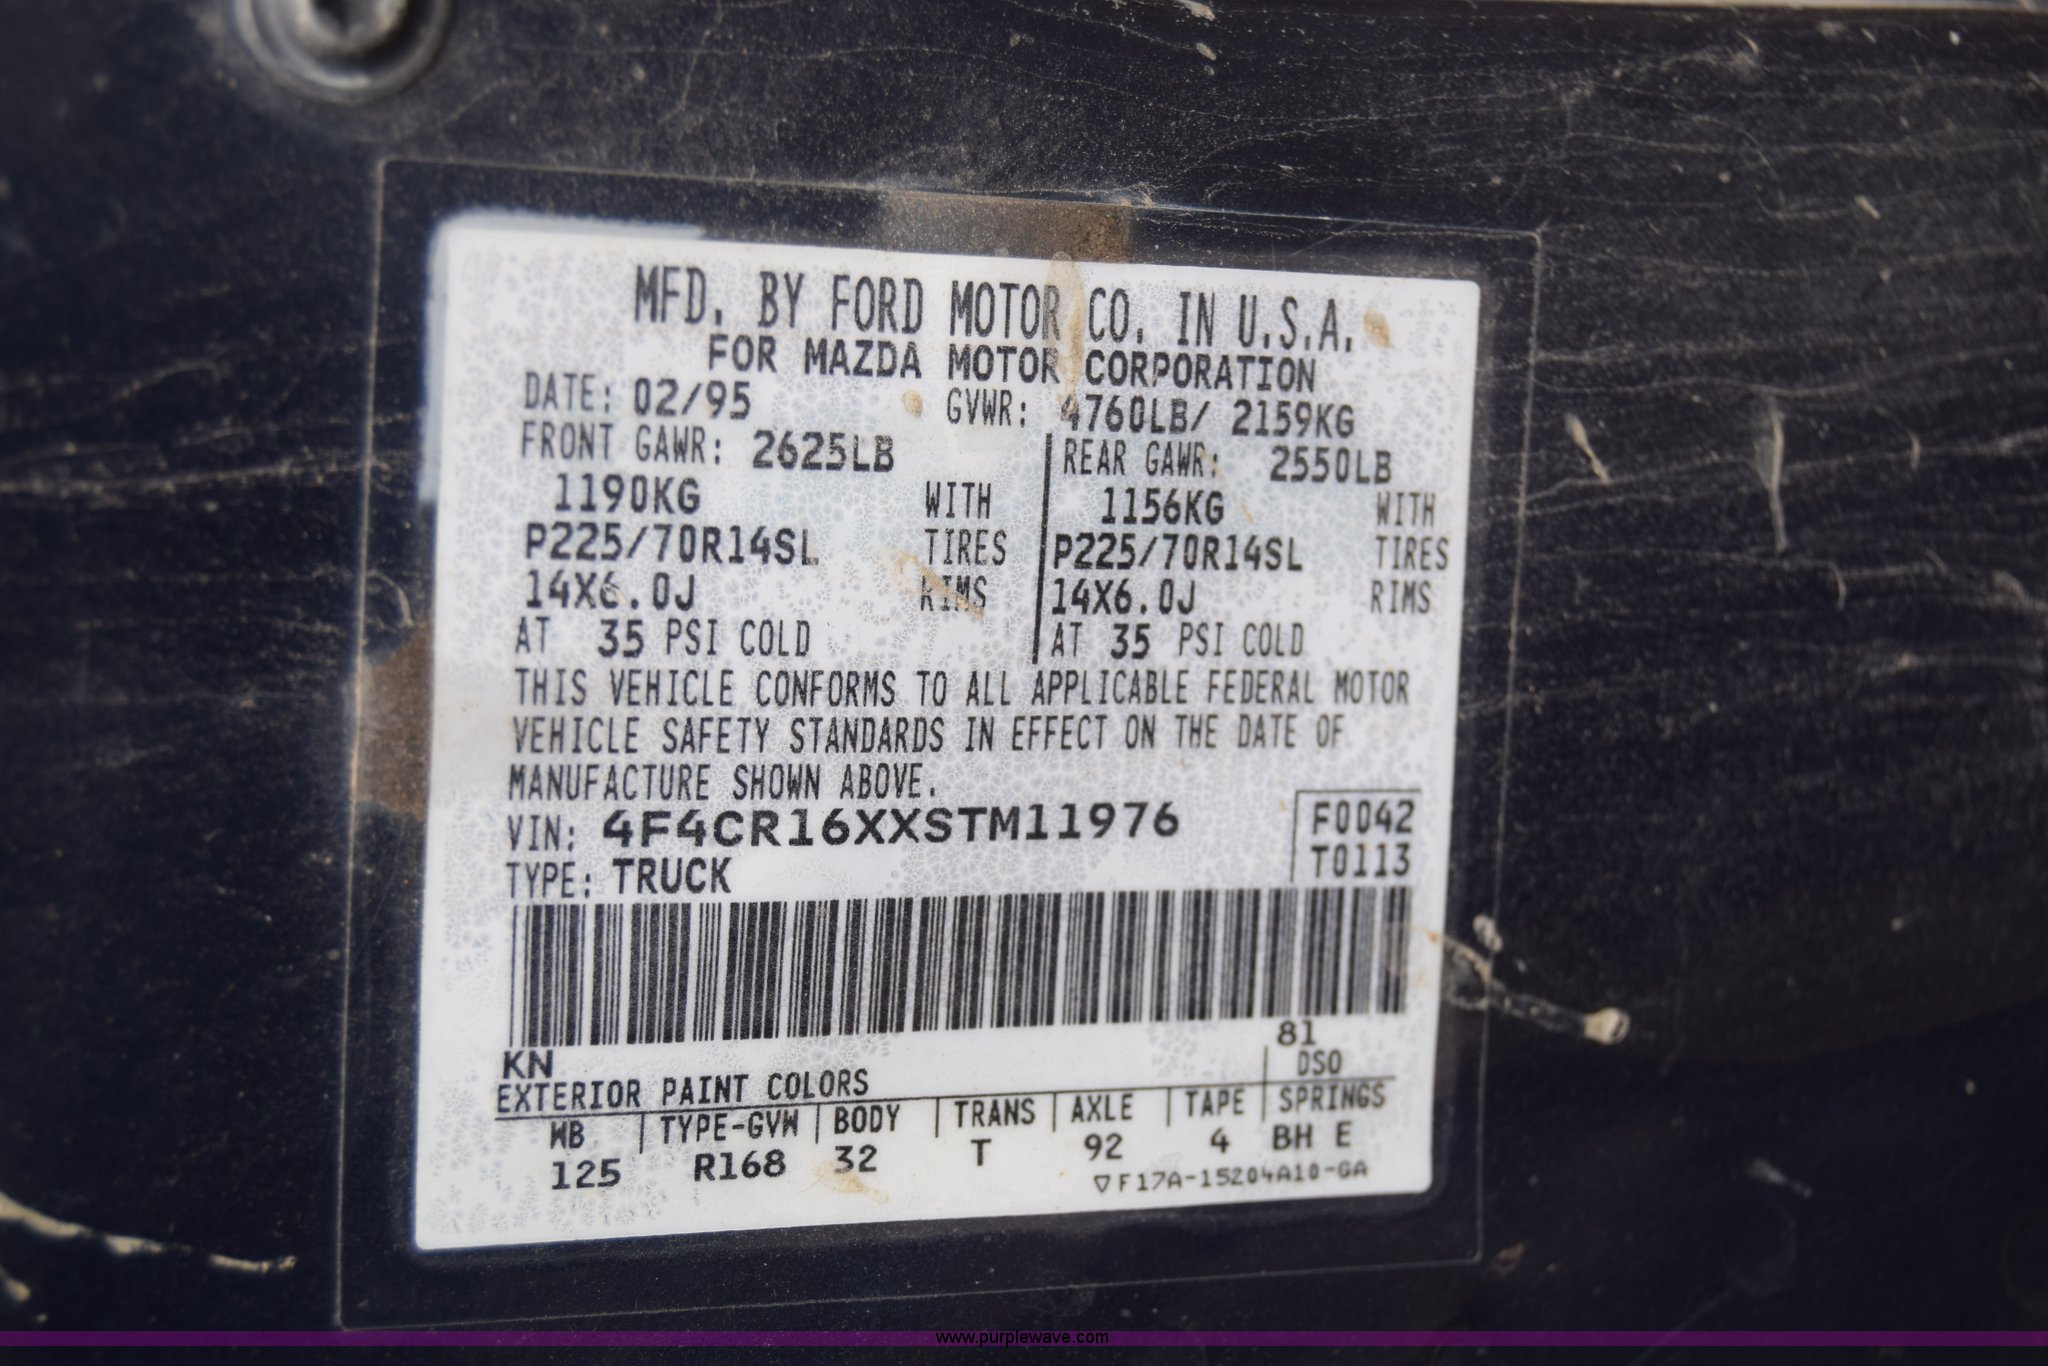 MFD. BY FORD MOTOR CO. IN U.S.A.
FOR MAZDA MOTOR CORPORATION
DATE: 02/95 GVWR: 4760LB/ 2159KG
FRONT GAWR: 2625LB REAR GAWR: 2550LB
1190KG WITH 1156KG WITH
P225/70R14SL TIRES P225/70R14SL TIRES
14X6.0J RIMS 14X6.0J RIMS
AT 35 PSI COLD AT 35 PSI COLD
THIS VEHICLE CONFORMS TO ALL APPLICABLE FEDERAL MOTOR
VEHICLE SAFETY STANDARDS IN EFFECT ON THE DATE OF
MANUFACTURE SHOWN ABOVE.
VIN: 4F4CR16XXSTM11976 F0042
TYPE: TRUCK T0113
81
KN DSO
EXTERIOR PAINT COLORS
WB TYPE-GVW BODY TRANS AXLE TAPE SPRINGS
125 R168 32 T 92 4 BH E
▽F17A-15204A10-GA
www.purplewave.com